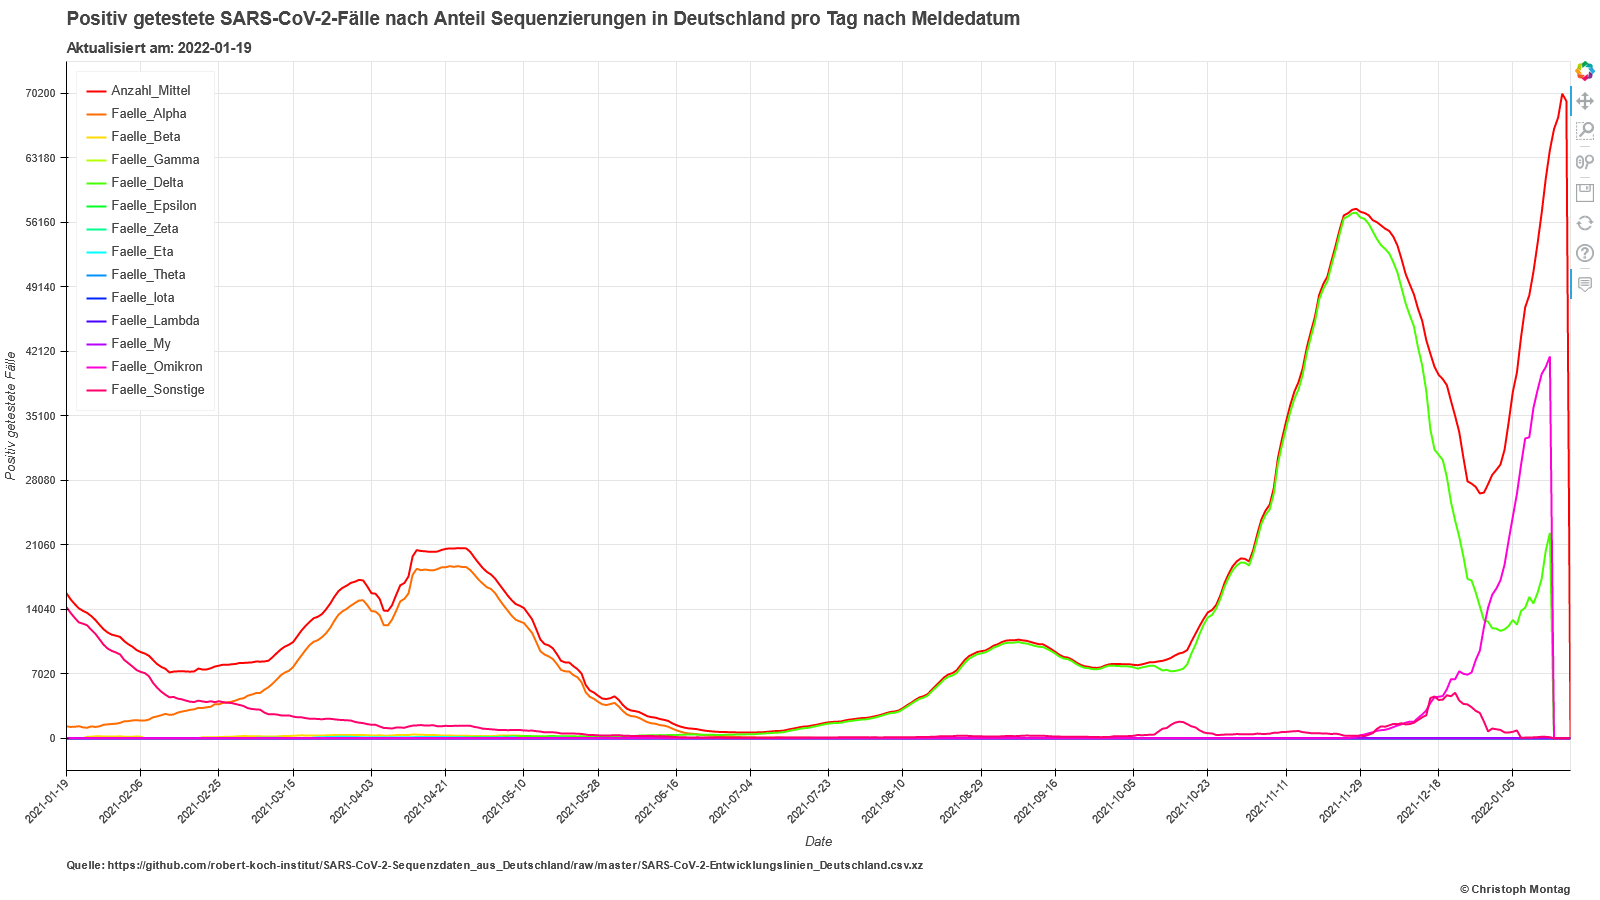 Positiv getestete SARS-CoV-2-Fälle nach Anteil Sequenzierungen in Deutschland pro Tag nach Meldedatum
Aktualisiert am: 2022-01-19
Anzahl_Mittel
Faelle_Alpha
Faelle_Beta
Faelle_Gamma
Faelle_Delta
Faelle_Epsilon
Faelle_Zeta
Faelle_Eta
Faelle_Theta
Faelle_Iota
Faelle_Lambda
Faelle_My
Faelle_Omikron
Faelle_Sonstige
70200
63180
56160
49140
42120
35100
28080
21060
14040
7020
0
Positiv getestete Fälle
2021-01-19
2021-02-06
2021-02-25
2021-03-15
2021-04-03
2021-04-21
2021-05-10
2021-05-28
2021-06-16
2021-07-04
2021-07-23
2021-08-10
2021-08-29
2021-09-16
2021-10-05
2021-10-23
2021-11-11
2021-11-29
2021-12-18
2022-01-05
Date
Quelle: https://github.com/robert-koch-institut/SARS-CoV-2-Sequenzdaten_aus_Deutschland/raw/master/SARS-CoV-2-Entwicklungslinien_Deutschland.csv.xz
© Christoph Montag